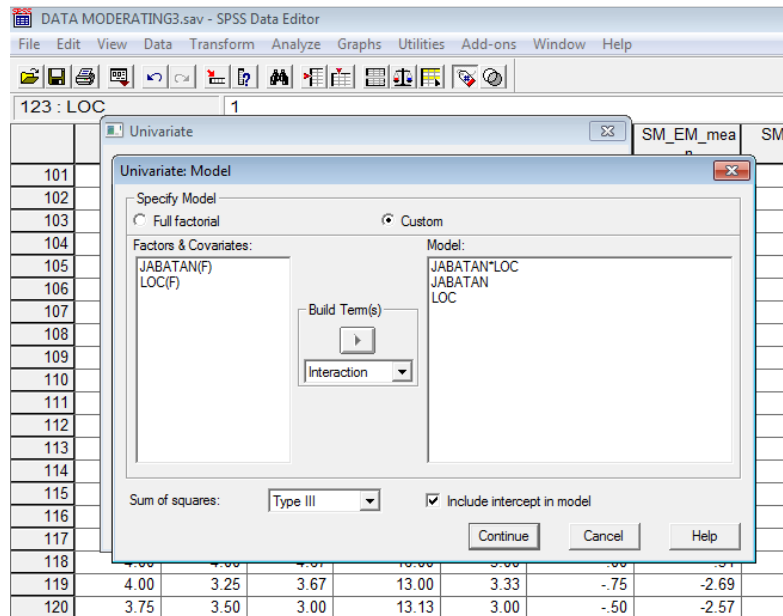 DATA MODERATING3.sav - SPSS Data Editor
File Edit View Data Transform Analyze Graphs Utilities Add-ons Window Help
123 : LOC 1
Univariate SM_EM_mea SM
101 Univariate: Model
102 Specify Model
103 Full factorial Custom
104 Factors & Covariates: Model:
105 JABATAN(F) JABATAN*LOC
106 LOC(F) JABATAN
LOC
107 Build Term(s)
108
109
110 Interaction
111
112
113
114
115 Sum of squares: Type III Include intercept in model
116
117 Continue Cancel Help
118
119 4.00 3.25 3.67 13.00 3.33 -.75 -2.69
120 3.75 3.50 3.00 13.13 3.00 -.50 -2.57